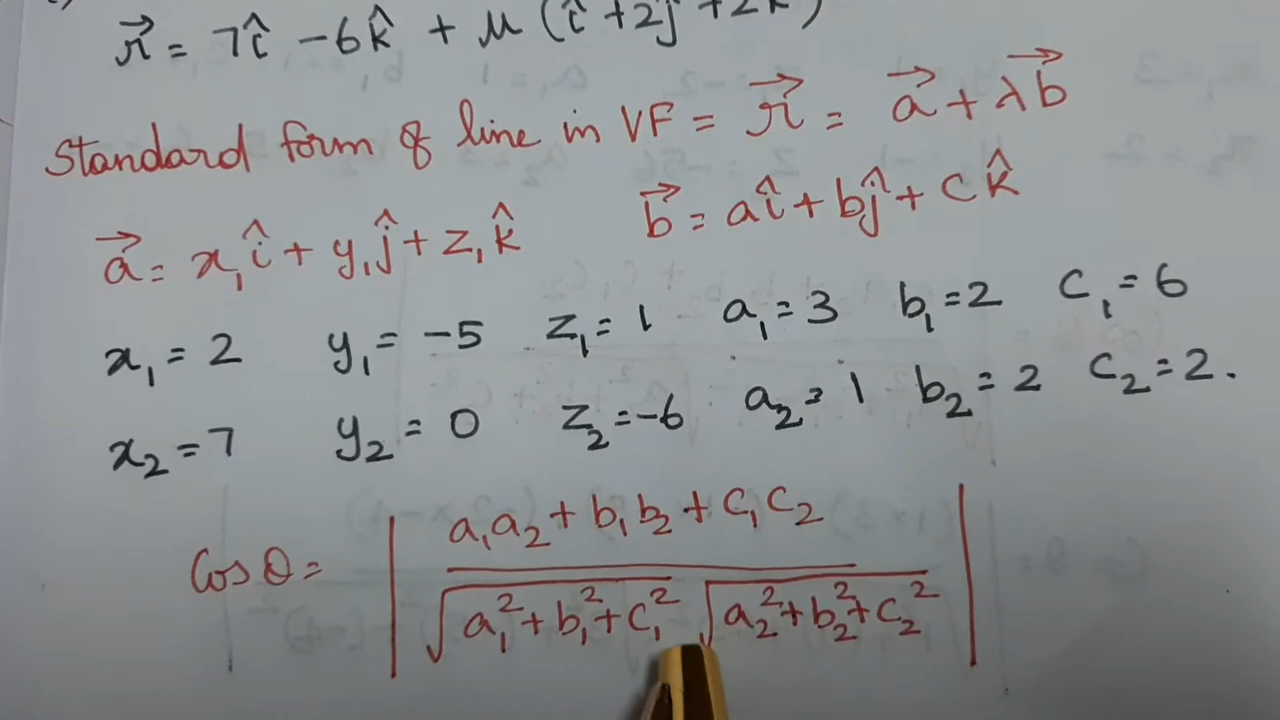 r⃗ = 7î - 6k̂ + μ (î + 2ĵ + 2k̂)
Standard form of line in VF = r⃗ = a⃗ + λb⃗
a⃗ = x₁î + y₁ĵ + z₁k̂ b⃗ = aî + bĵ + ck̂
x₁ = 2 y₁ = -5 z₁ = 1 a₁ = 3 b₁ = 2 c₁ = 6
x₂ = 7 y₂ = 0 z₂ = -6 a₂ = 1 b₂ = 2 c₂ = 2.
Cos θ = | (a₁a₂ + b₁b₂ + c₁c₂) / (√(a₁² + b₁² + c₁²) √(a₂² + b₂² + c₂²)) |